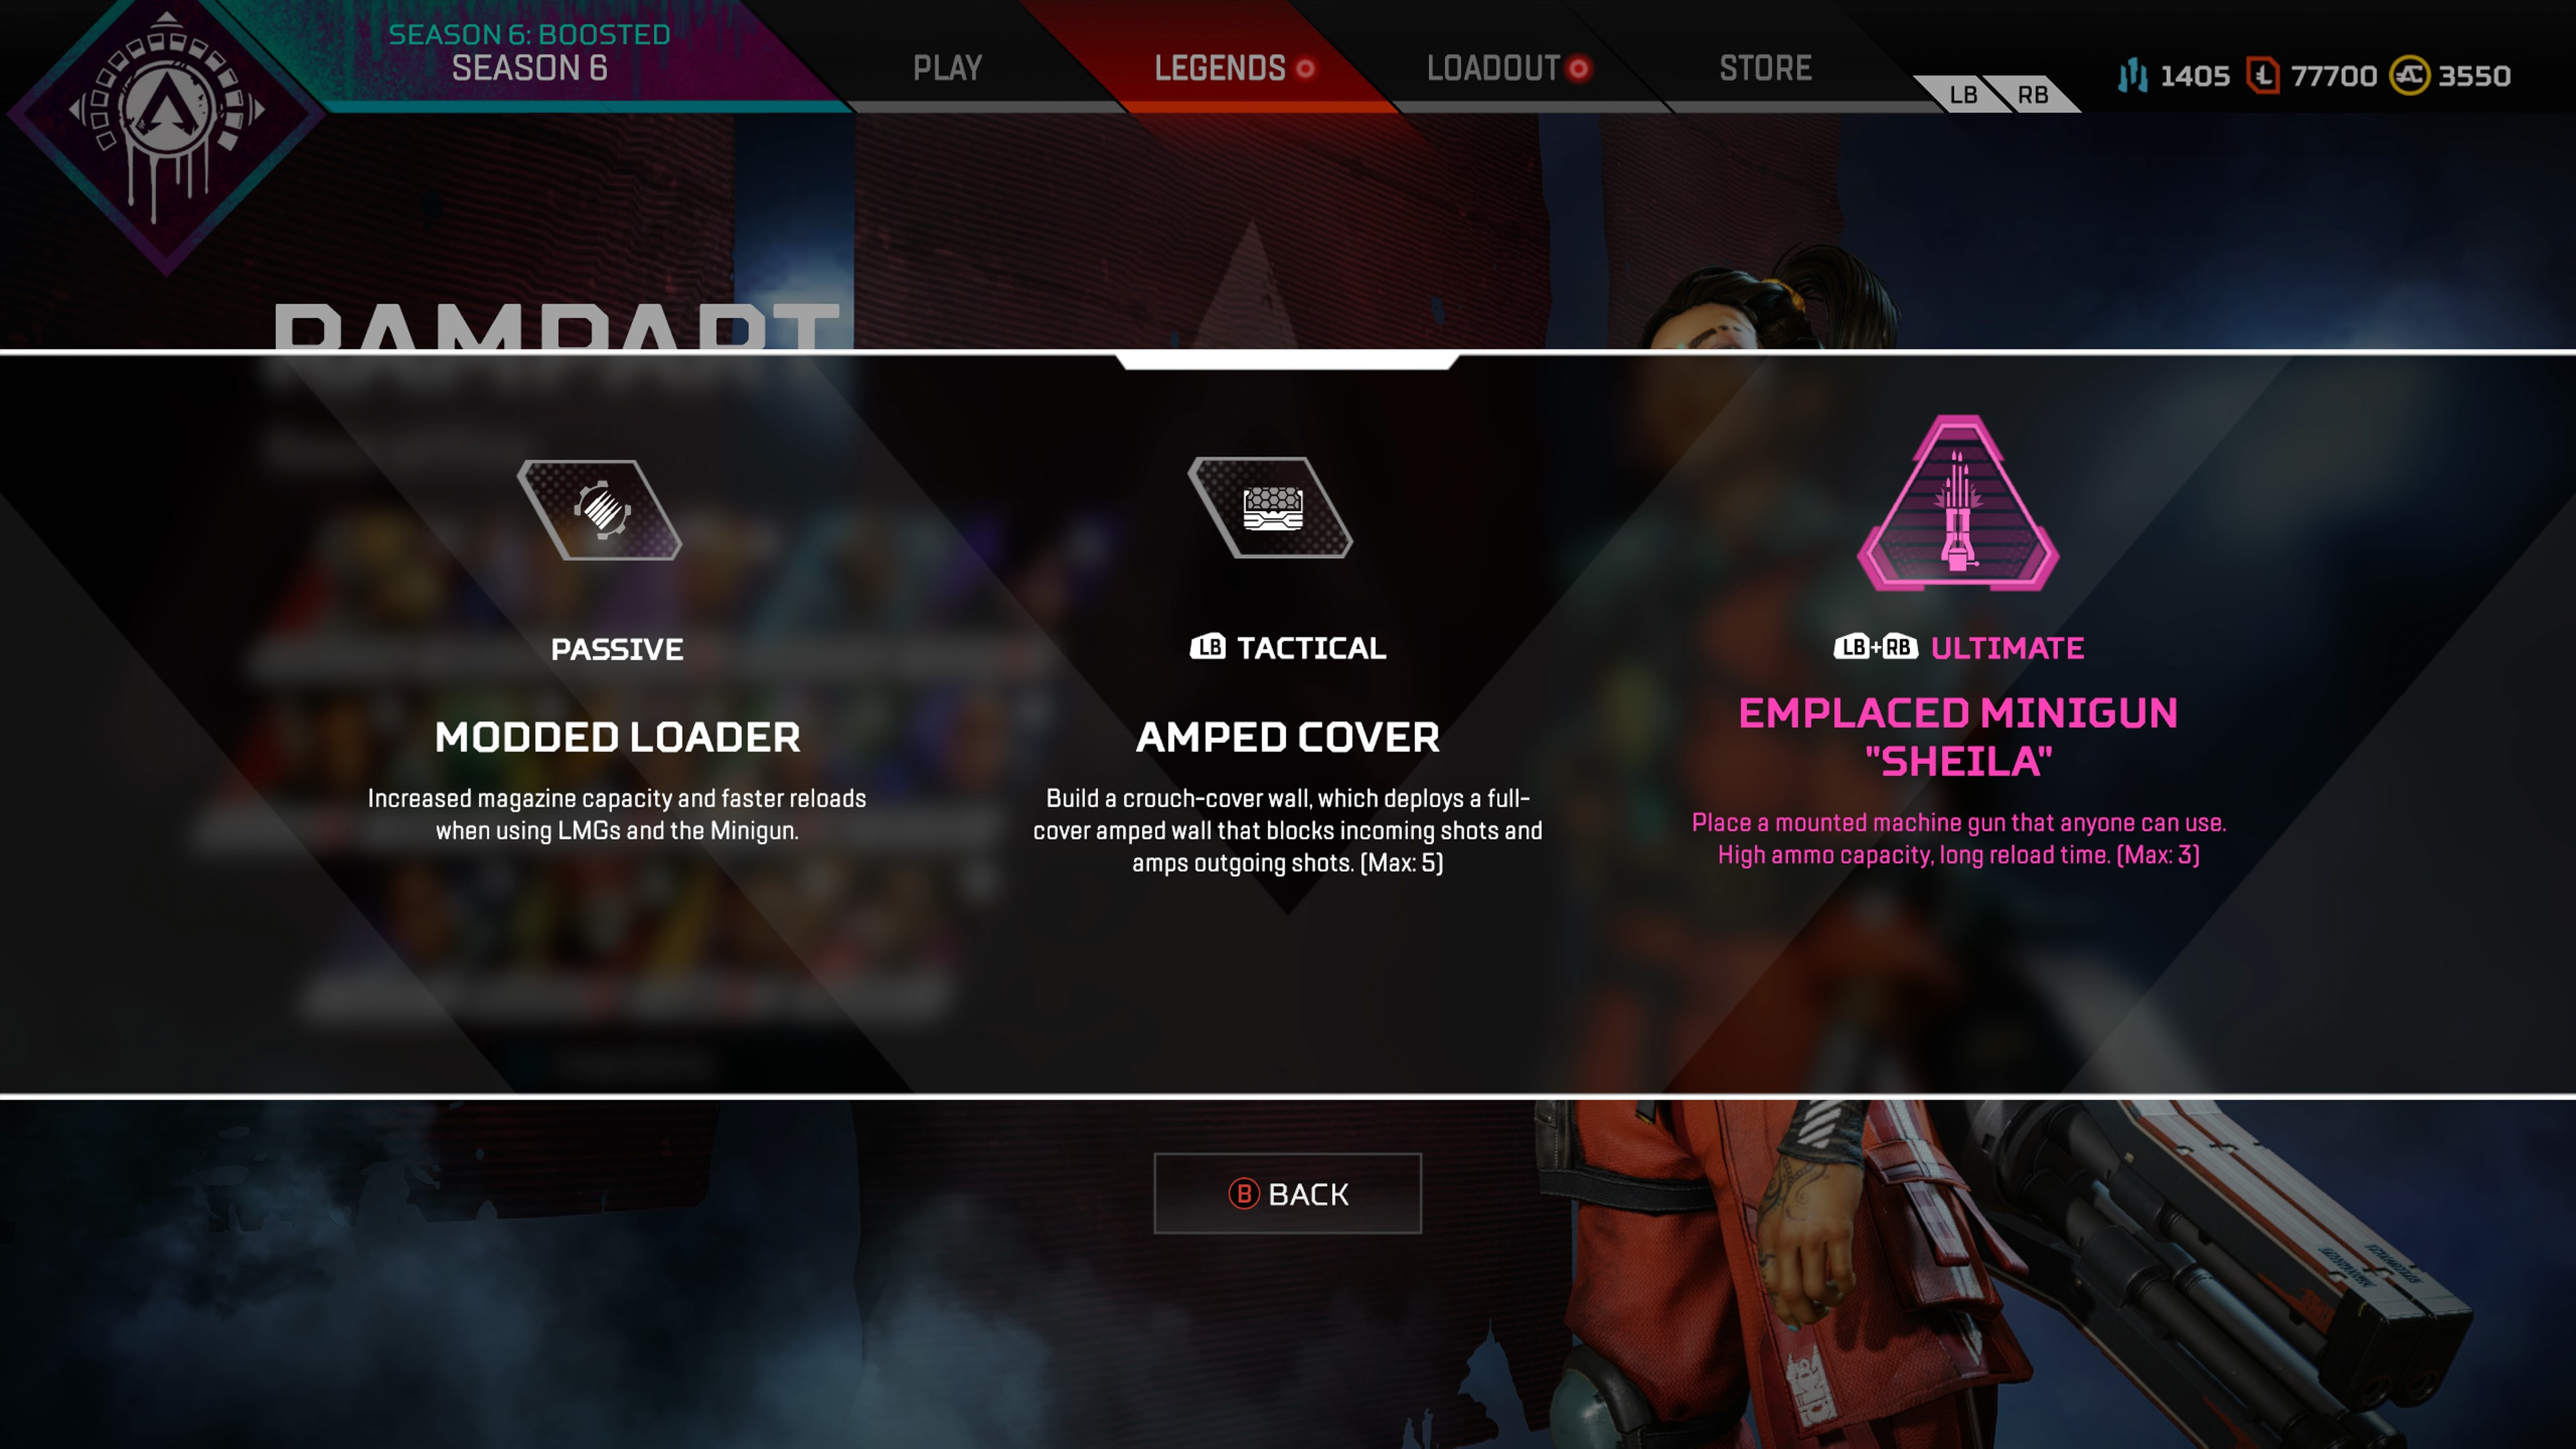 SEASON 6: BOOSTED
SEASON 6
PLAY
LEGENDS
LOADOUT
STORE
LB RB
1405 77700 3550
RAMPART
PASSIVE
MODDED LOADER
Increased magazine capacity and faster reloads
when using LMGs and the Minigun.
LB TACTICAL
AMPED COVER
Build a crouch-cover wall, which deploys a full-
cover amped wall that blocks incoming shots and
amps outgoing shots. (Max: 5)
LB+RB ULTIMATE
EMPLACED MINIGUN
"SHEILA"
Place a mounted machine gun that anyone can use.
High ammo capacity, long reload time. (Max: 3)
B BACK